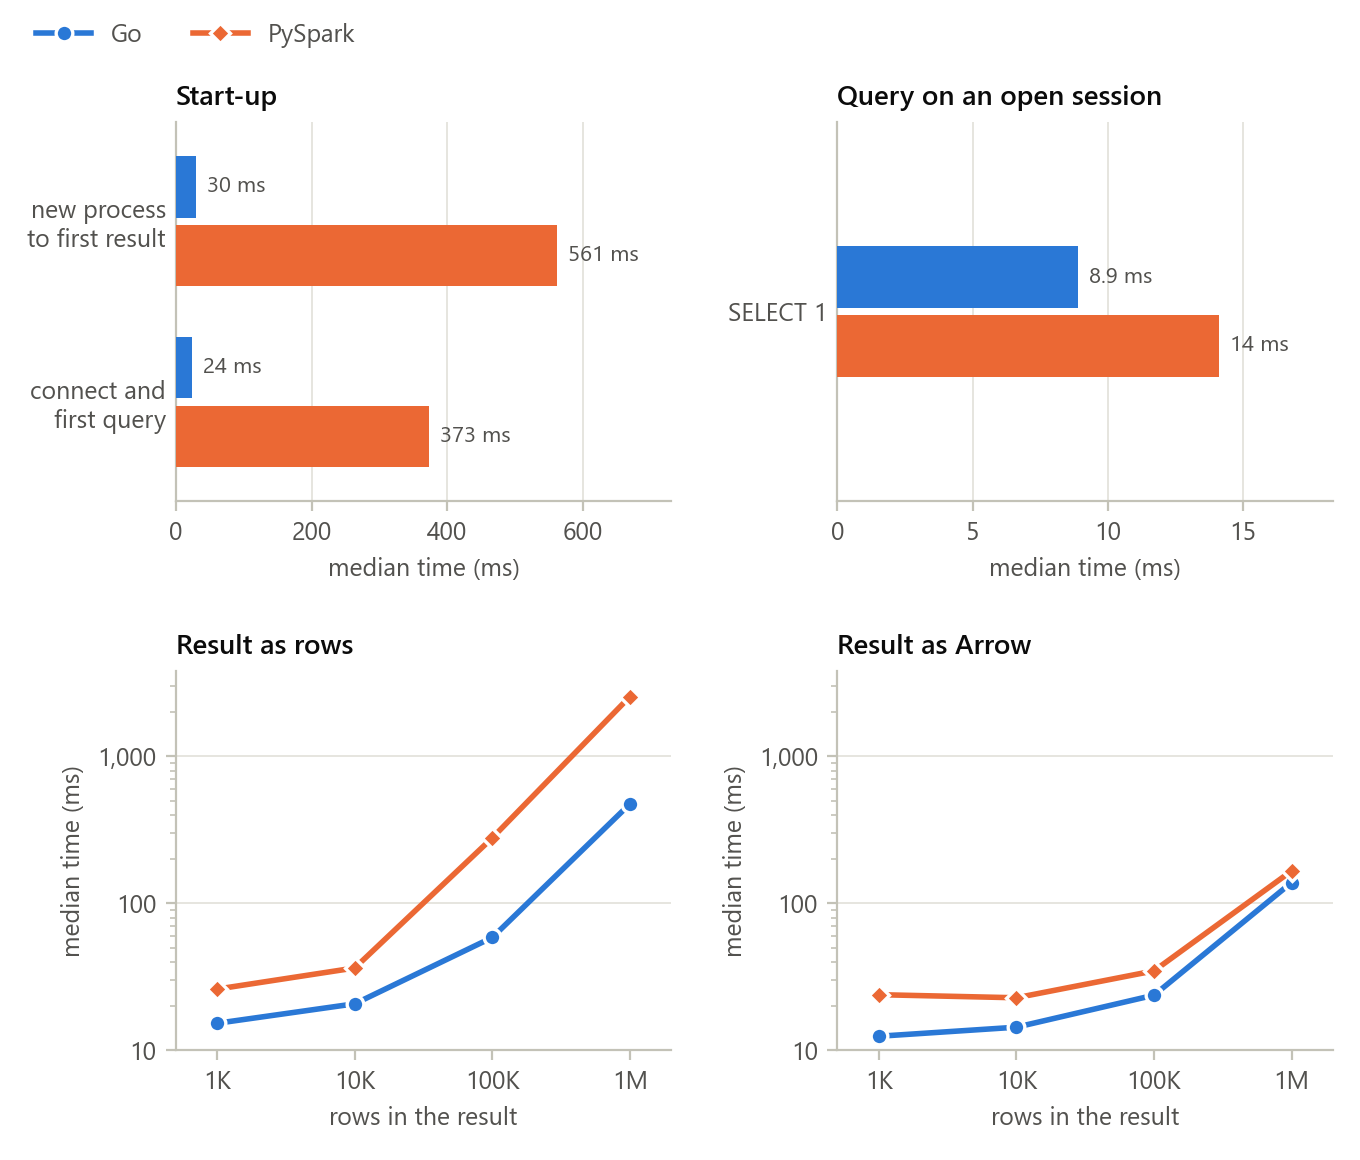 Go
PySpark
Start-up
new process
to first result
30 ms
561 ms
connect and
first query
24 ms
373 ms
0 200 400 600
median time (ms)
Query on an open session
SELECT 1
8.9 ms
14 ms
0 5 10 15
median time (ms)
Result as rows
median time (ms)
1,000
100
10
1K 10K 100K 1M
rows in the result
Result as Arrow
median time (ms)
1,000
100
10
1K 10K 100K 1M
rows in the result